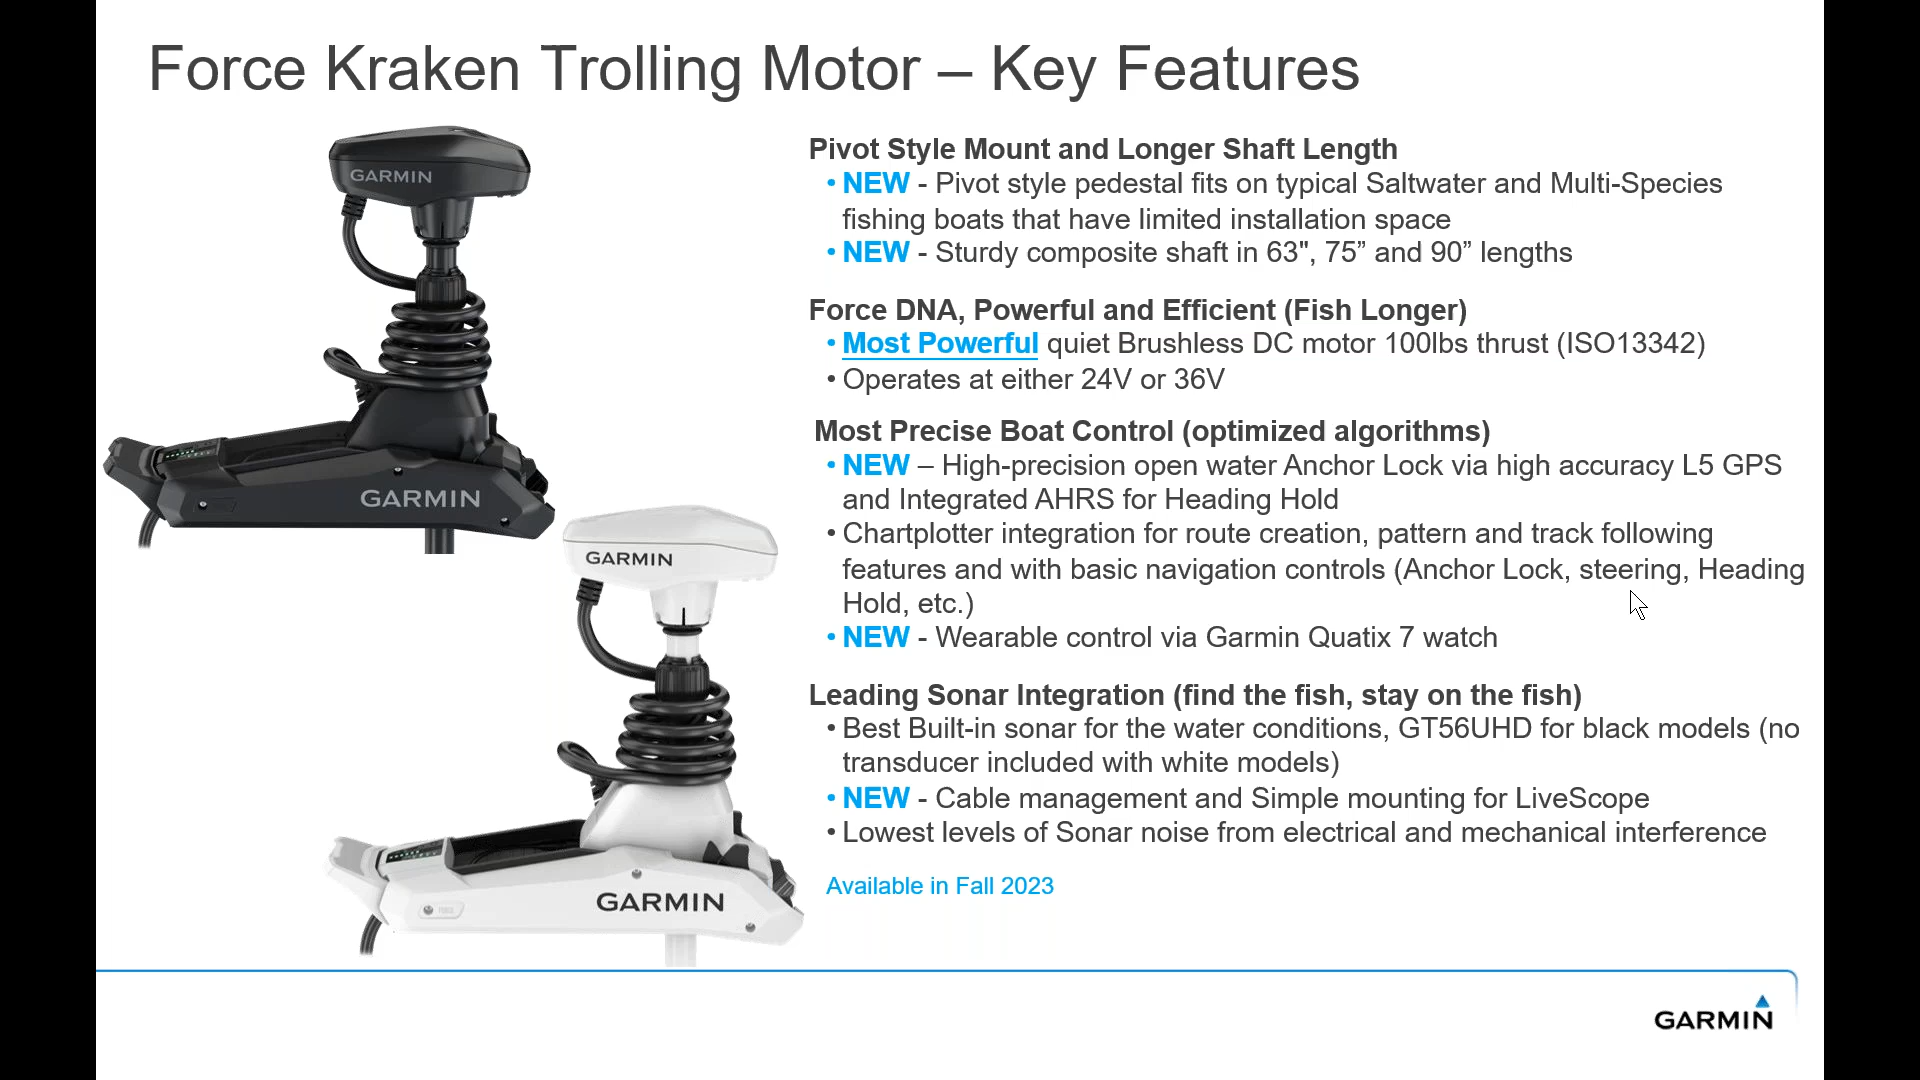 Force Kraken Trolling Motor – Key Features
GARMIN
GARMIN
GARMIN
GARMIN
Pivot Style Mount and Longer Shaft Length
• NEW - Pivot style pedestal fits on typical Saltwater and Multi-Species
fishing boats that have limited installation space
• NEW - Sturdy composite shaft in 63", 75” and 90” lengths
Force DNA, Powerful and Efficient (Fish Longer)
• Most Powerful quiet Brushless DC motor 100lbs thrust (ISO13342)
• Operates at either 24V or 36V
Most Precise Boat Control (optimized algorithms)
• NEW – High-precision open water Anchor Lock via high accuracy L5 GPS
and Integrated AHRS for Heading Hold
• Chartplotter integration for route creation, pattern and track following
features and with basic navigation controls (Anchor Lock, steering, Heading
Hold, etc.)
• NEW - Wearable control via Garmin Quatix 7 watch
Leading Sonar Integration (find the fish, stay on the fish)
• Best Built-in sonar for the water conditions, GT56UHD for black models (no
transducer included with white models)
• NEW - Cable management and Simple mounting for LiveScope
• Lowest levels of Sonar noise from electrical and mechanical interference
Available in Fall 2023
GARMIN